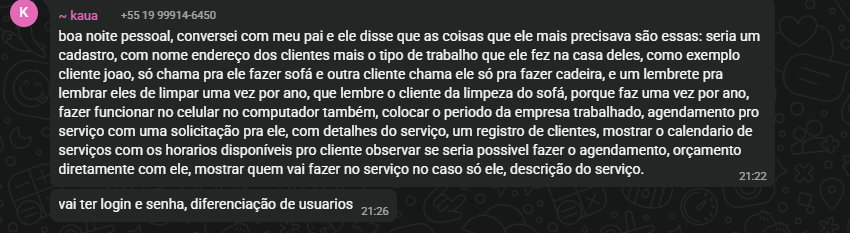 K
~ kaua +55 19 99914-6450
boa noite pessoal, conversei com meu pai e ele disse que as coisas que ele mais precisava são essas: seria um
cadastro, com nome endereço dos clientes mais o tipo de trabalho que ele fez na casa deles, como exemplo
cliente joao, só chama pra ele fazer sofá e outra cliente chama ele só pra fazer cadeira, e um lembrete pra
lembrar eles de limpar uma vez por ano, que lembre o cliente da limpeza do sofá, porque faz uma vez por ano,
fazer funcionar no celular no computador também, colocar o periodo da empresa trabalhado, agendamento pro
serviço com uma solicitação pra ele, com detalhes do serviço, um registro de clientes, mostrar o calendario de
serviços com os horarios disponíveis pro cliente observar se seria possivel fazer o agendamento, orçamento
diretamente com ele, mostrar quem vai fazer no serviço no caso só ele, descrição do serviço.
21:22
vai ter login e senha, diferenciação de usuarios 21:26